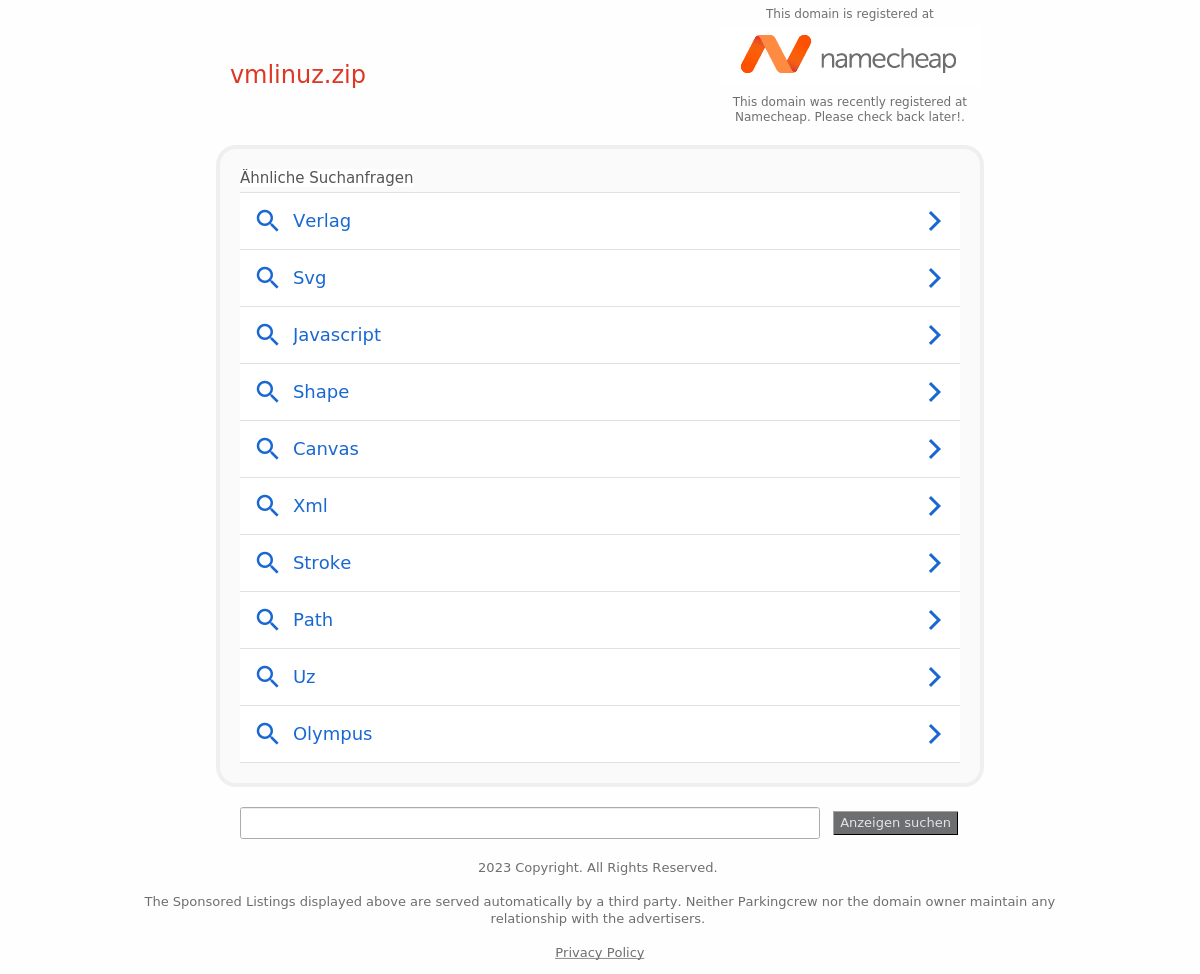 This domain is registered at
namecheap
vmlinuz.zip
This domain was recently registered at
Namecheap. Please check back later!.
Ähnliche Suchanfragen
Verlag
Svg
Javascript
Shape
Canvas
Xml
Stroke
Path
Uz
Olympus
Anzeigen suchen
2023 Copyright. All Rights Reserved.
The Sponsored Listings displayed above are served automatically by a third party. Neither Parkingcrew nor the domain owner maintain any
relationship with the advertisers.
Privacy Policy